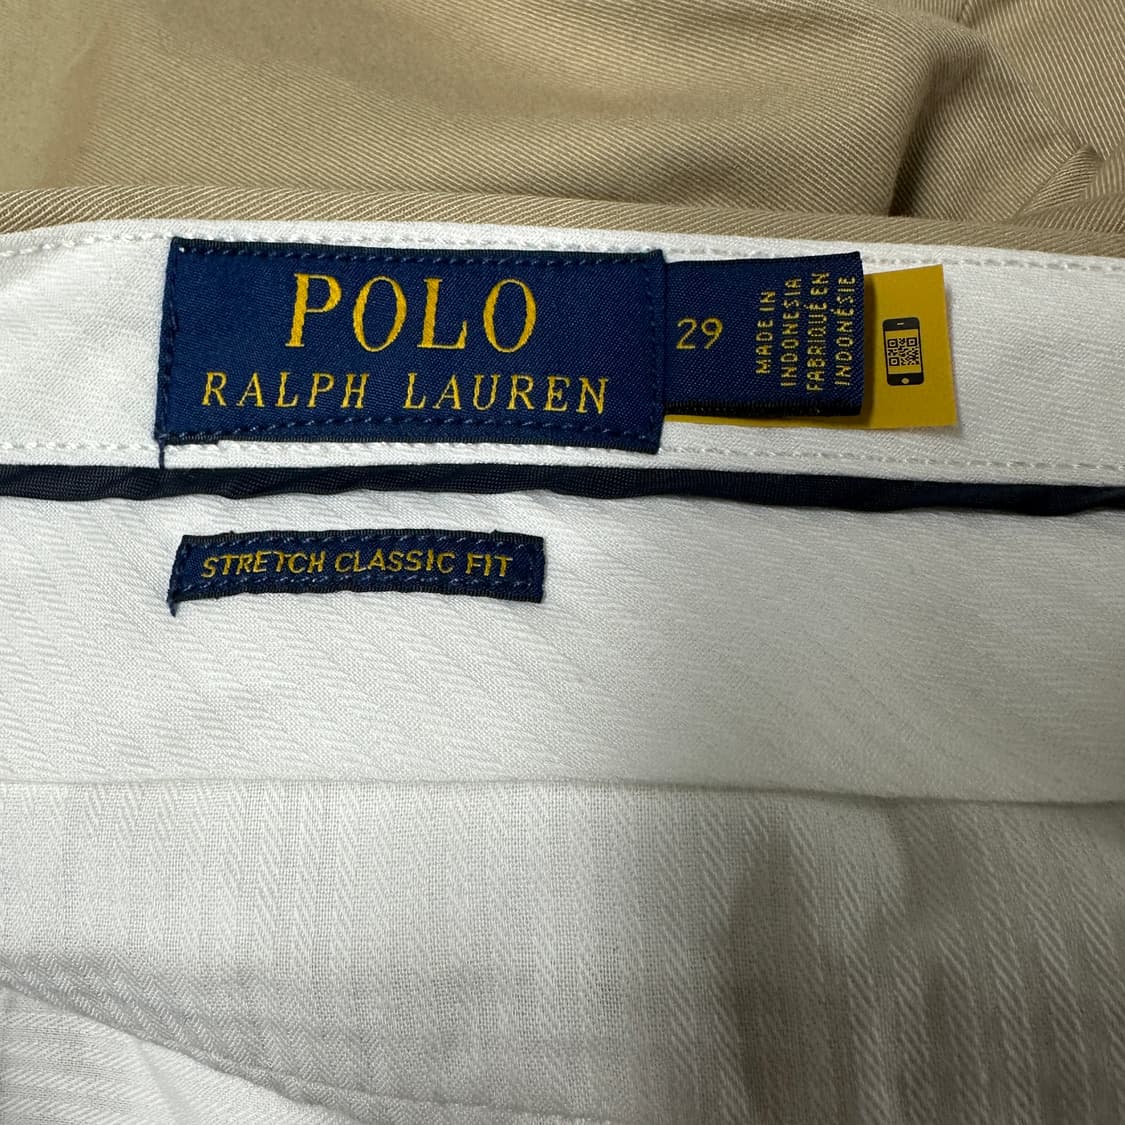 POLO
RALPH LAUREN
29
MADE IN
INDONESIA
FABRIQUÉ EN
INDONÉSIE
STRETCH CLASSIC FIT